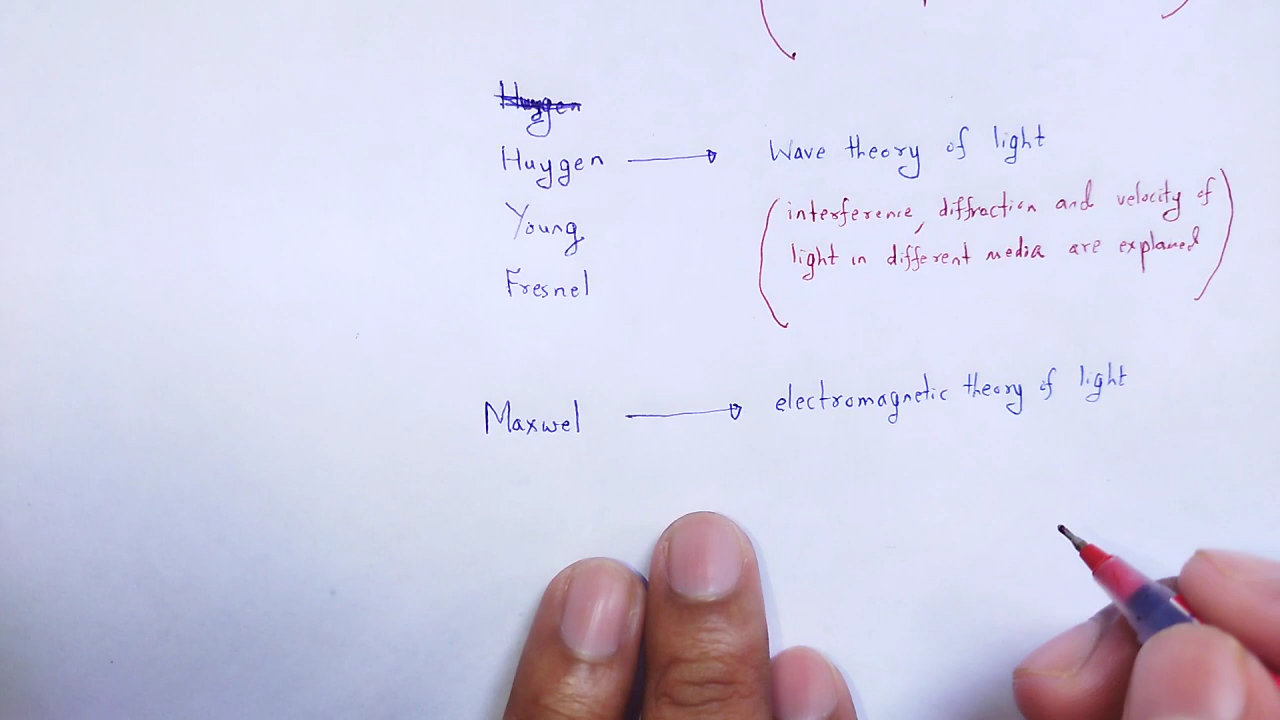 Huygen
Huygen → Wave theory of light
Young
(interference, diffraction and velocity of
Fresnel
light in different media are explaned)
Maxwel → electromagnetic theory of light